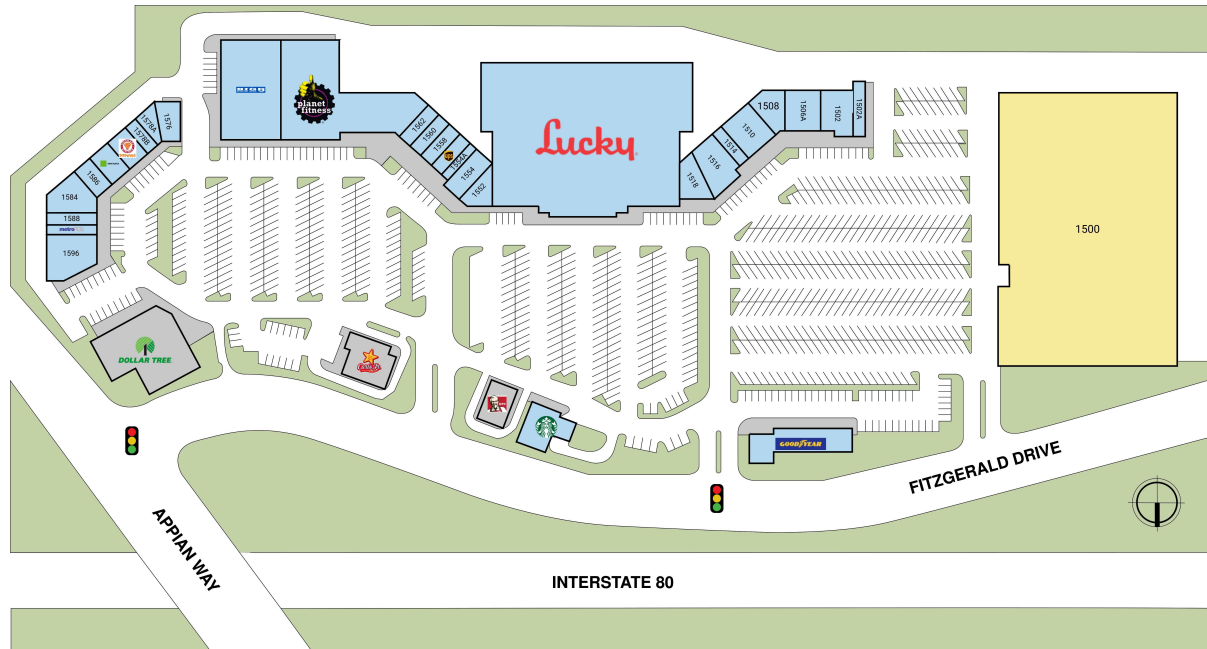 planet
fitness
Lucky
1576
1578A
1578B
1586
1584
1588
metro
1596
1562
1560
1558
1554A
1554
1552
1518
1516
1514
1510
1508
1506A
1502
1502A
1500
DOLLAR TREE
GOODYEAR
FITZGERALD DRIVE
APPIAN WAY
INTERSTATE 80